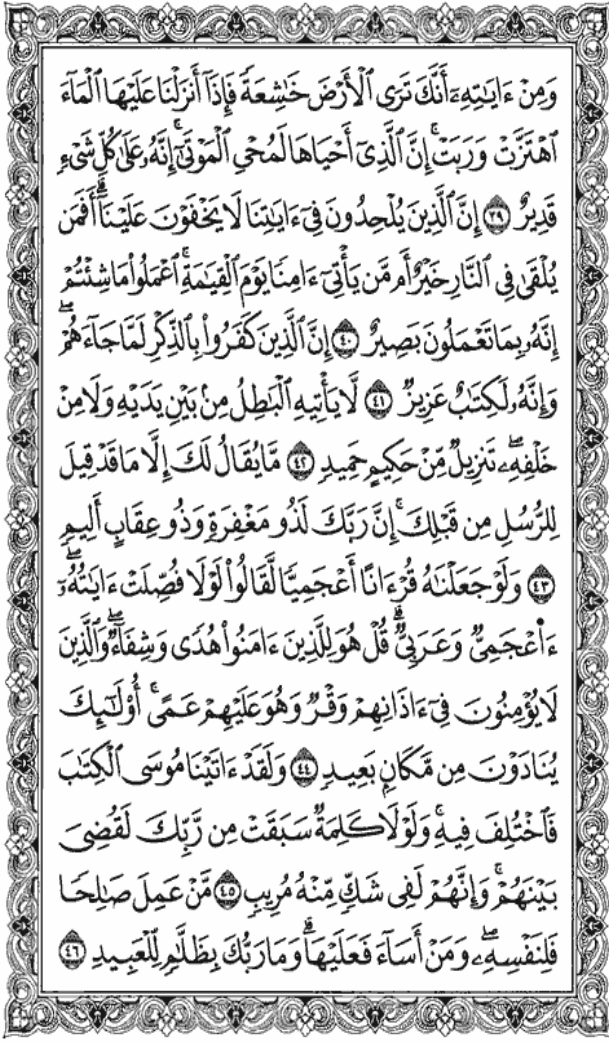 وَمِنْ ءَايَٰتِهِۦٓ أَنَّكَ تَرَى ٱلْأَرْضَ خَٰشِعَةً فَإِذَآ أَنزَلْنَا عَلَيْهَا ٱلْمَآءَ
ٱهْتَزَّتْ وَرَبَتْ ۚ إِنَّ ٱلَّذِىٓ أَحْيَاهَا لَمُحْىِ ٱلْمَوْتَىٰٓ ۚ إِنَّهُۥ عَلَىٰ كُلِّ شَىْءٍ
قَدِيرٌ ٣٩ إِنَّ ٱلَّذِينَ يُلْحِدُونَ فِىٓ ءَايَٰتِنَا لَا يَخْفَوْنَ عَلَيْنَآ ۗ أَفَمَن
يُلْقَىٰ فِى ٱلنَّارِ خَيْرٌ أَم مَّن يَأْتِىٓ ءَامِنًا يَوْمَ ٱلْقِيَٰمَةِ ۚ ٱعْمَلُوا۟ مَا شِئْتُمْ
إِنَّهُۥ بِمَا تَعْمَلُونَ بَصِيرٌ ٤٠ إِنَّ ٱلَّذِينَ كَفَرُوا۟ بِٱلذِّكْرِ لَمَّا جَآءَهُمْ ۖ
وَإِنَّهُۥ لَكِتَٰبٌ عَزِيزٌ ٤١ لَّا يَأْتِيهِ ٱلْبَٰطِلُ مِنۢ بَيْنِ يَدَيْهِ وَلَا مِنْ
خَلْفِهِۦ ۖ تَنزِيلٌ مِّنْ حَكِيمٍ حَمِيدٍ ٤٢ مَّا يُقَالُ لَكَ إِلَّا مَا قَدْ قِيلَ
لِلرُّسُلِ مِن قَبْلِكَ ۚ إِنَّ رَبَّكَ لَذُو مَغْفِرَةٍ وَذُو عِقَابٍ أَلِيمٍ
٤٣ وَلَوْ جَعَلْنَٰهُ قُرْءَانًا أَعْجَمِيًّا لَّقَالُوا۟ لَوْلَا فُصِّلَتْ ءَايَٰتُهُۥٓ ۖ
ءَا۬عْجَمِىٌّ وَعَرَبِىٌّ ۗ قُلْ هُوَ لِلَّذِينَ ءَامَنُوا۟ هُدًى وَشِفَآءٌ ۖ وَٱلَّذِينَ
لَا يُؤْمِنُونَ فِىٓ ءَاذَانِهِمْ وَقْرٌ وَهُوَ عَلَيْهِمْ عَمًى ۚ أُو۟لَٰٓئِكَ
يُنَادَوْنَ مِن مَّكَانٍۭ بَعِيدٍ ٤٤ وَلَقَدْ ءَاتَيْنَا مُوسَى ٱلْكِتَٰبَ
فَٱخْتُلِفَ فِيهِ ۗ وَلَوْلَا كَلِمَةٌ سَبَقَتْ مِن رَّبِّكَ لَقُضِىَ
بَيْنَهُمْ ۚ وَإِنَّهُمْ لَفِى شَكٍّ مِّنْهُ مُرِيبٍ ٤٥ مَّنْ عَمِلَ صَٰلِحًا
فَلِنَفْسِهِۦ ۖ وَمَنْ أَسَآءَ فَعَلَيْهَا ۗ وَمَا رَبُّكَ بِظَلَّٰمٍ لِّلْعَبِيدِ ٤٦